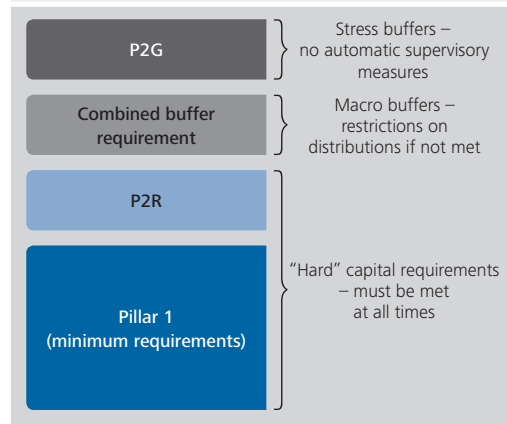 P2G
Stress buffers –
no automatic supervisory
measures
Combined buffer
requirement
Macro buffers –
restrictions on
distributions if not met
P2R
Pillar 1
(minimum requirements)
“Hard” capital requirements
– must be met
at all times